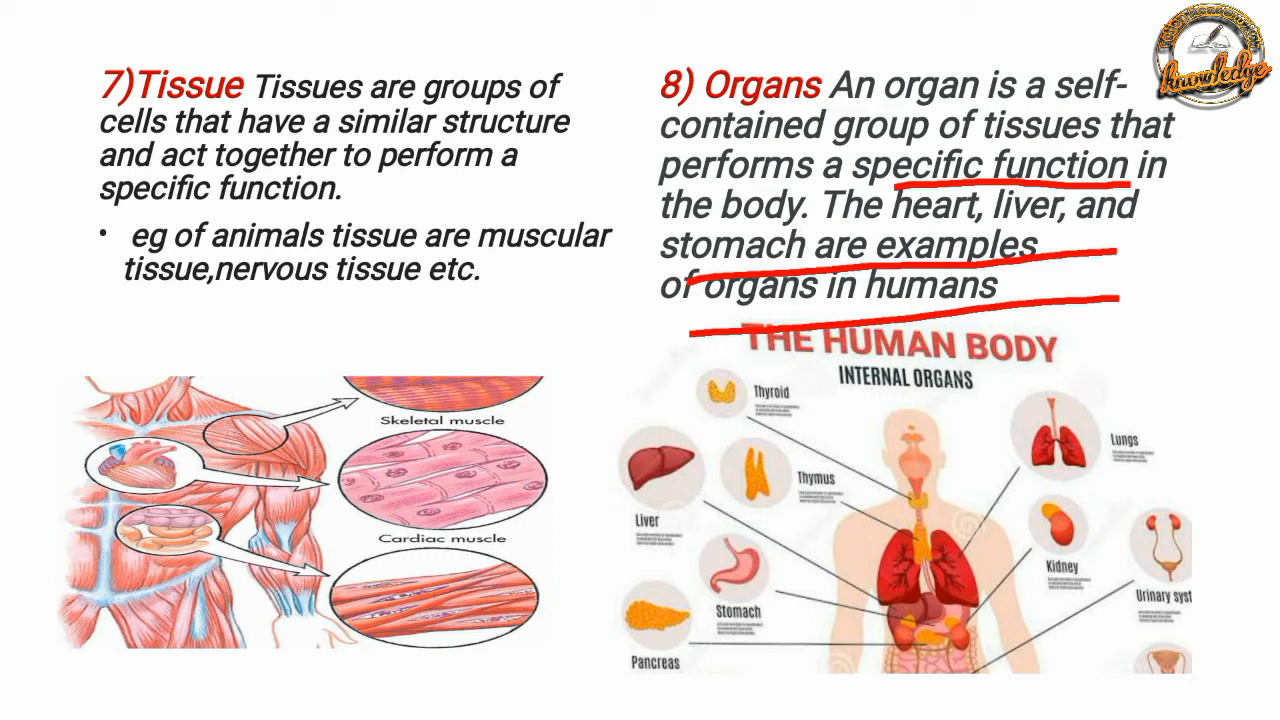 7)Tissue Tissues are groups of
cells that have a similar structure
and act together to perform a
specific function.
• eg of animals tissue are muscular
tissue,nervous tissue etc.
Skeletal muscle
Cardiac muscle
8) Organs An organ is a self-
contained group of tissues that
performs a specific function in
the body. The heart, liver, and
stomach are examples
of organs in humans
THE HUMAN BODY
INTERNAL ORGANS
Thyroid
Lungs
Thymus
Liver
Kidney
Urinary syst
Stomach
Pancreas
knowledge